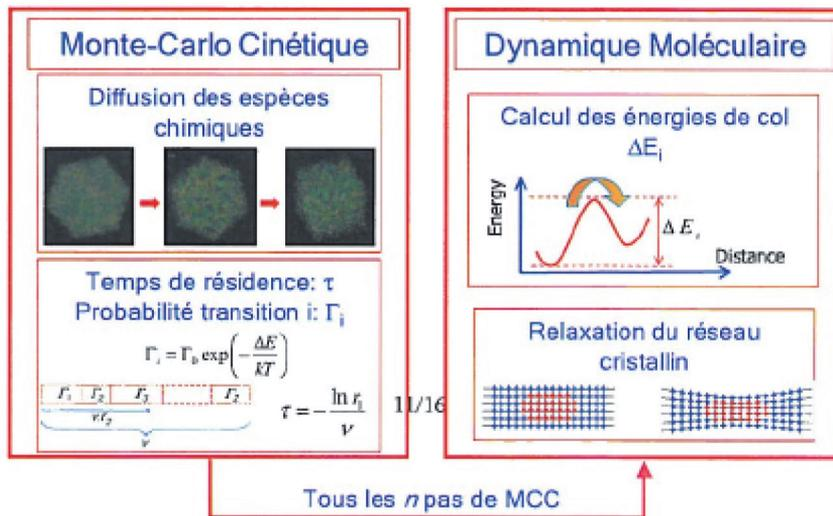 Monte-Carlo Cinétique
Diffusion des espèces
chimiques
Temps de résidence: τ
Probabilité transition i: Γi
Γi = Γ0 exp(-ΔE/kT)
Γ1 Γ2 Γ3 ΓZ
ν.r2
ν
τ = - ln r1/ν
11/16
Dynamique Moléculaire
Calcul des énergies de col
ΔEi
Energy
Δ Ei
Distance
Relaxation du réseau
cristallin
Tous les n pas de MCC